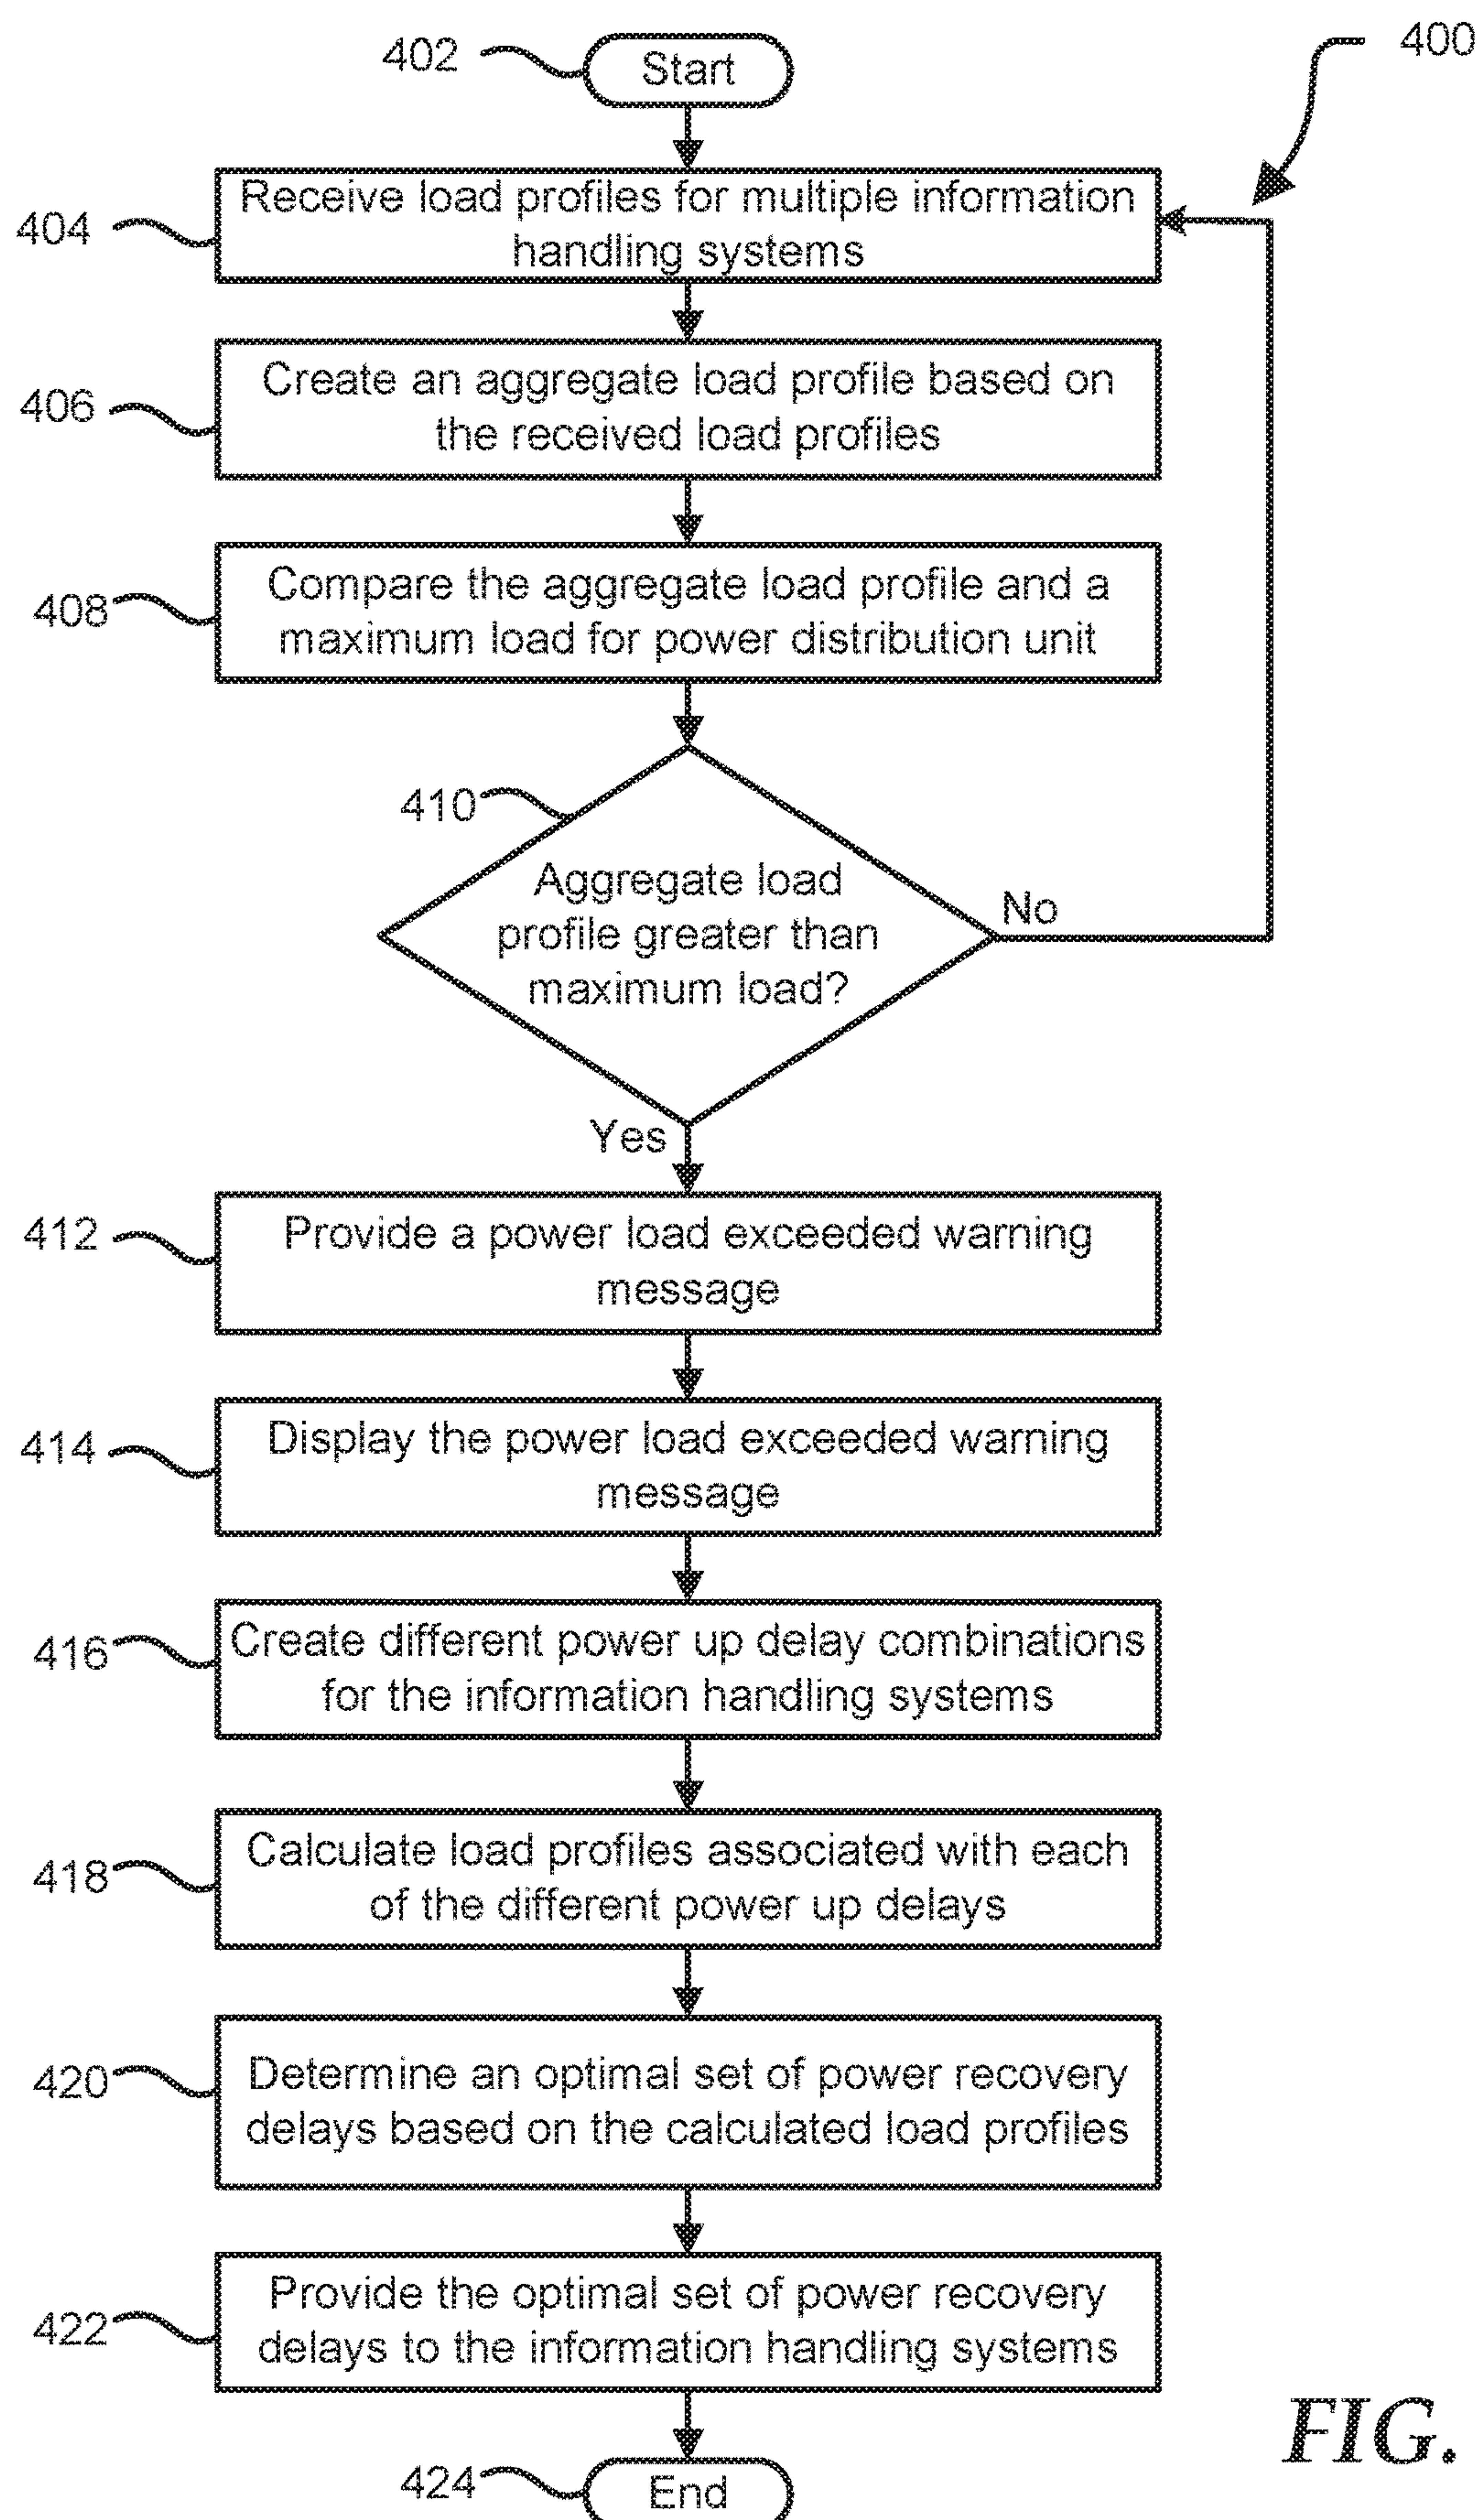 402
Start
400
404
Receive load profiles for multiple information
handling systems
406
Create an aggregate load profile based on
the received load profiles
408
Compare the aggregate load profile and a
maximum load for power distribution unit
410
Aggregate load
profile greater than
maximum load?
No
Yes
412
Provide a power load exceeded warning
message
414
Display the power load exceeded warning
message
416
Create different power up delay combinations
for the information handling systems
418
Calculate load profiles associated with each
of the different power up delays
420
Determine an optimal set of power recovery
delays based on the calculated load profiles
422
Provide the optimal set of power recovery
delays to the information handling systems
FIG.
424
End